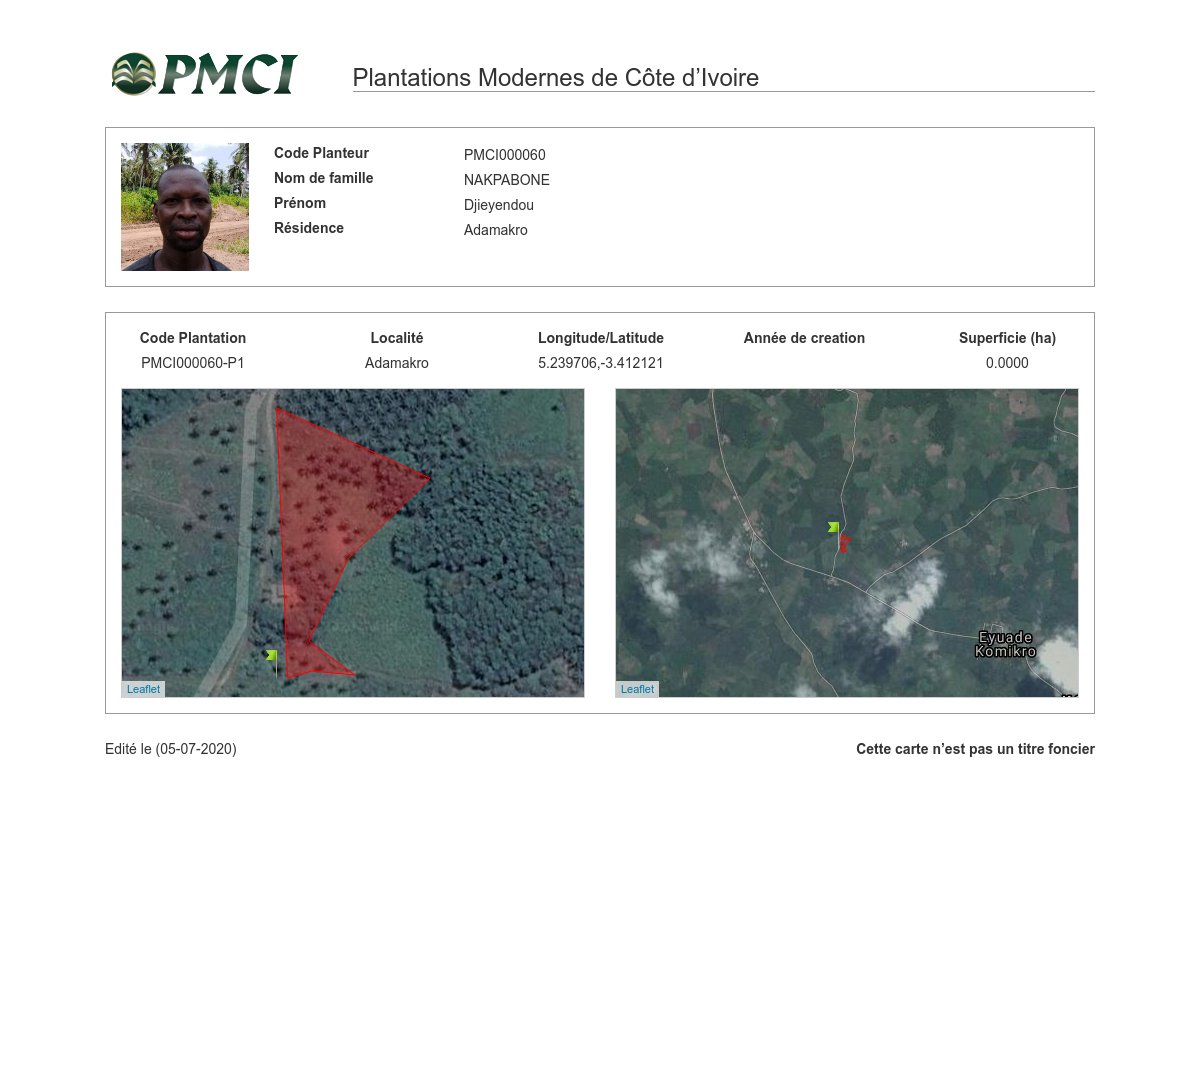 PMCI
Plantations Modernes de Côte d’Ivoire
Code Planteur PMCI000060
Nom de famille NAKPABONE
Prénom Djieyendou
Résidence Adamakro
Code Plantation Localité Longitude/Latitude Année de creation Superficie (ha)
PMCI000060-P1 Adamakro 5.239706,-3.412121 0.0000
Eyuade
Komikro
Leaflet Leaflet
Edité le (05-07-2020) Cette carte n’est pas un titre foncier